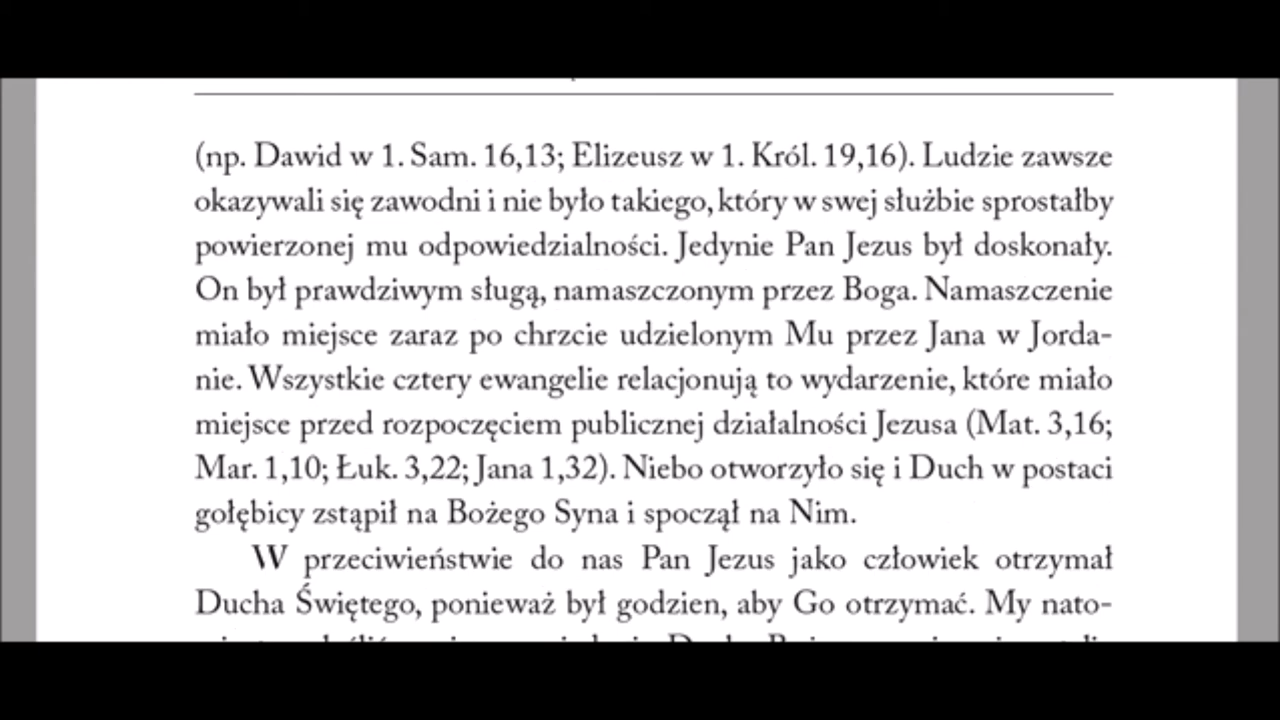 (np. Dawid w 1. Sam. 16,13; Elizeusz w 1. Król. 19,16). Ludzie zawsze
okazywali się zawodni i nie było takiego, który w swej służbie sprostałby
powierzonej mu odpowiedzialności. Jedynie Pan Jezus był doskonały.
On był prawdziwym sługą, namaszczonym przez Boga. Namaszczenie
miało miejsce zaraz po chrzcie udzielonym Mu przez Jana w Jorda-
nie. Wszystkie cztery ewangelie relacjonują to wydarzenie, które miało
miejsce przed rozpoczęciem publicznej działalności Jezusa (Mat. 3,16;
Mar. 1,10; Łuk. 3,22; Jana 1,32). Niebo otworzyło się i Duch w postaci
gołębicy zstąpił na Bożego Syna i spoczął na Nim.
W przeciwieństwie do nas Pan Jezus jako człowiek otrzymał
Ducha Świętego, ponieważ był godzien, aby Go otrzymać. My nato-